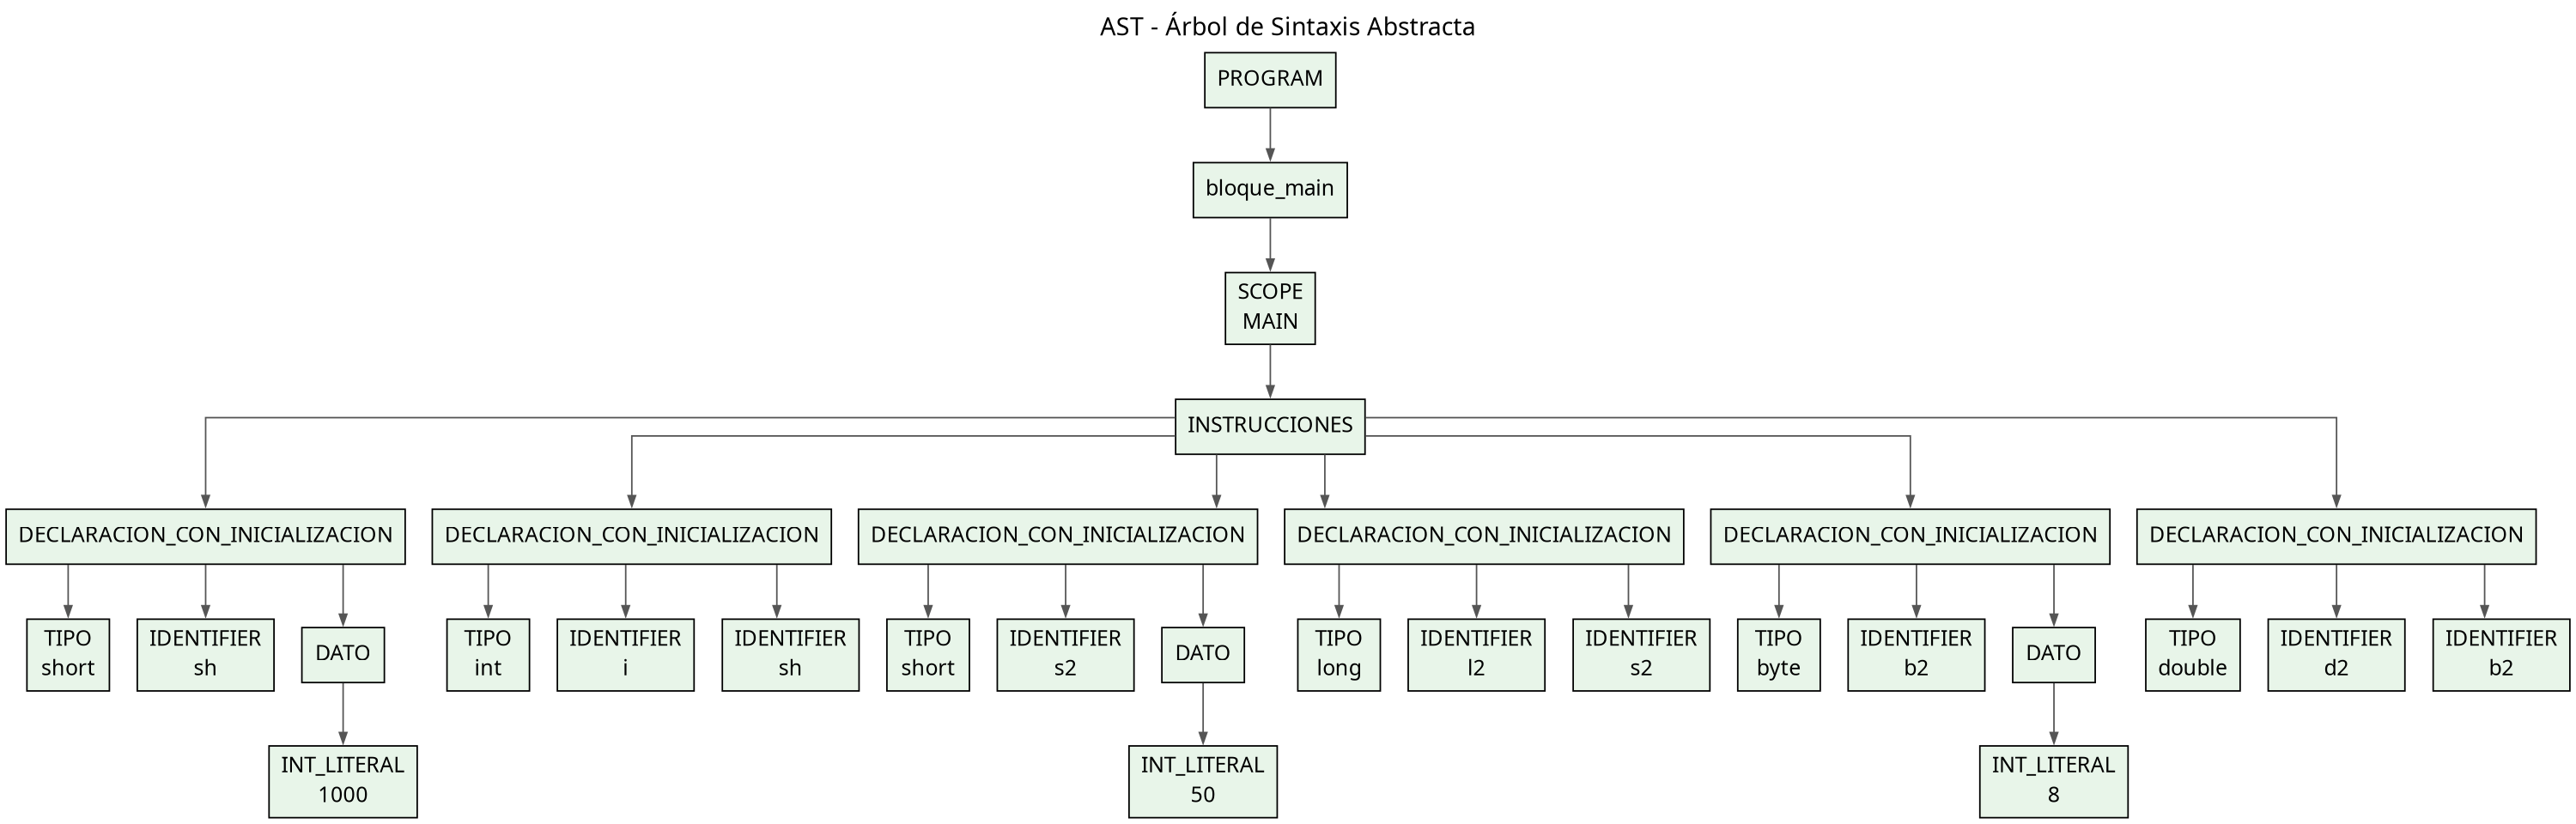 AST - Árbol de Sintaxis Abstracta
PROGRAM
bloque_main
SCOPE
MAIN
INSTRUCCIONES
DECLARACION_CON_INICIALIZACION
DECLARACION_CON_INICIALIZACION
DECLARACION_CON_INICIALIZACION
DECLARACION_CON_INICIALIZACION
DECLARACION_CON_INICIALIZACION
DECLARACION_CON_INICIALIZACION
TIPO
short
IDENTIFIER
sh
DATO
TIPO
int
IDENTIFIER
i
IDENTIFIER
sh
TIPO
short
IDENTIFIER
s2
DATO
TIPO
long
IDENTIFIER
l2
IDENTIFIER
s2
TIPO
byte
IDENTIFIER
b2
DATO
TIPO
double
IDENTIFIER
d2
IDENTIFIER
b2
INT_LITERAL
1000
INT_LITERAL
50
INT_LITERAL
8